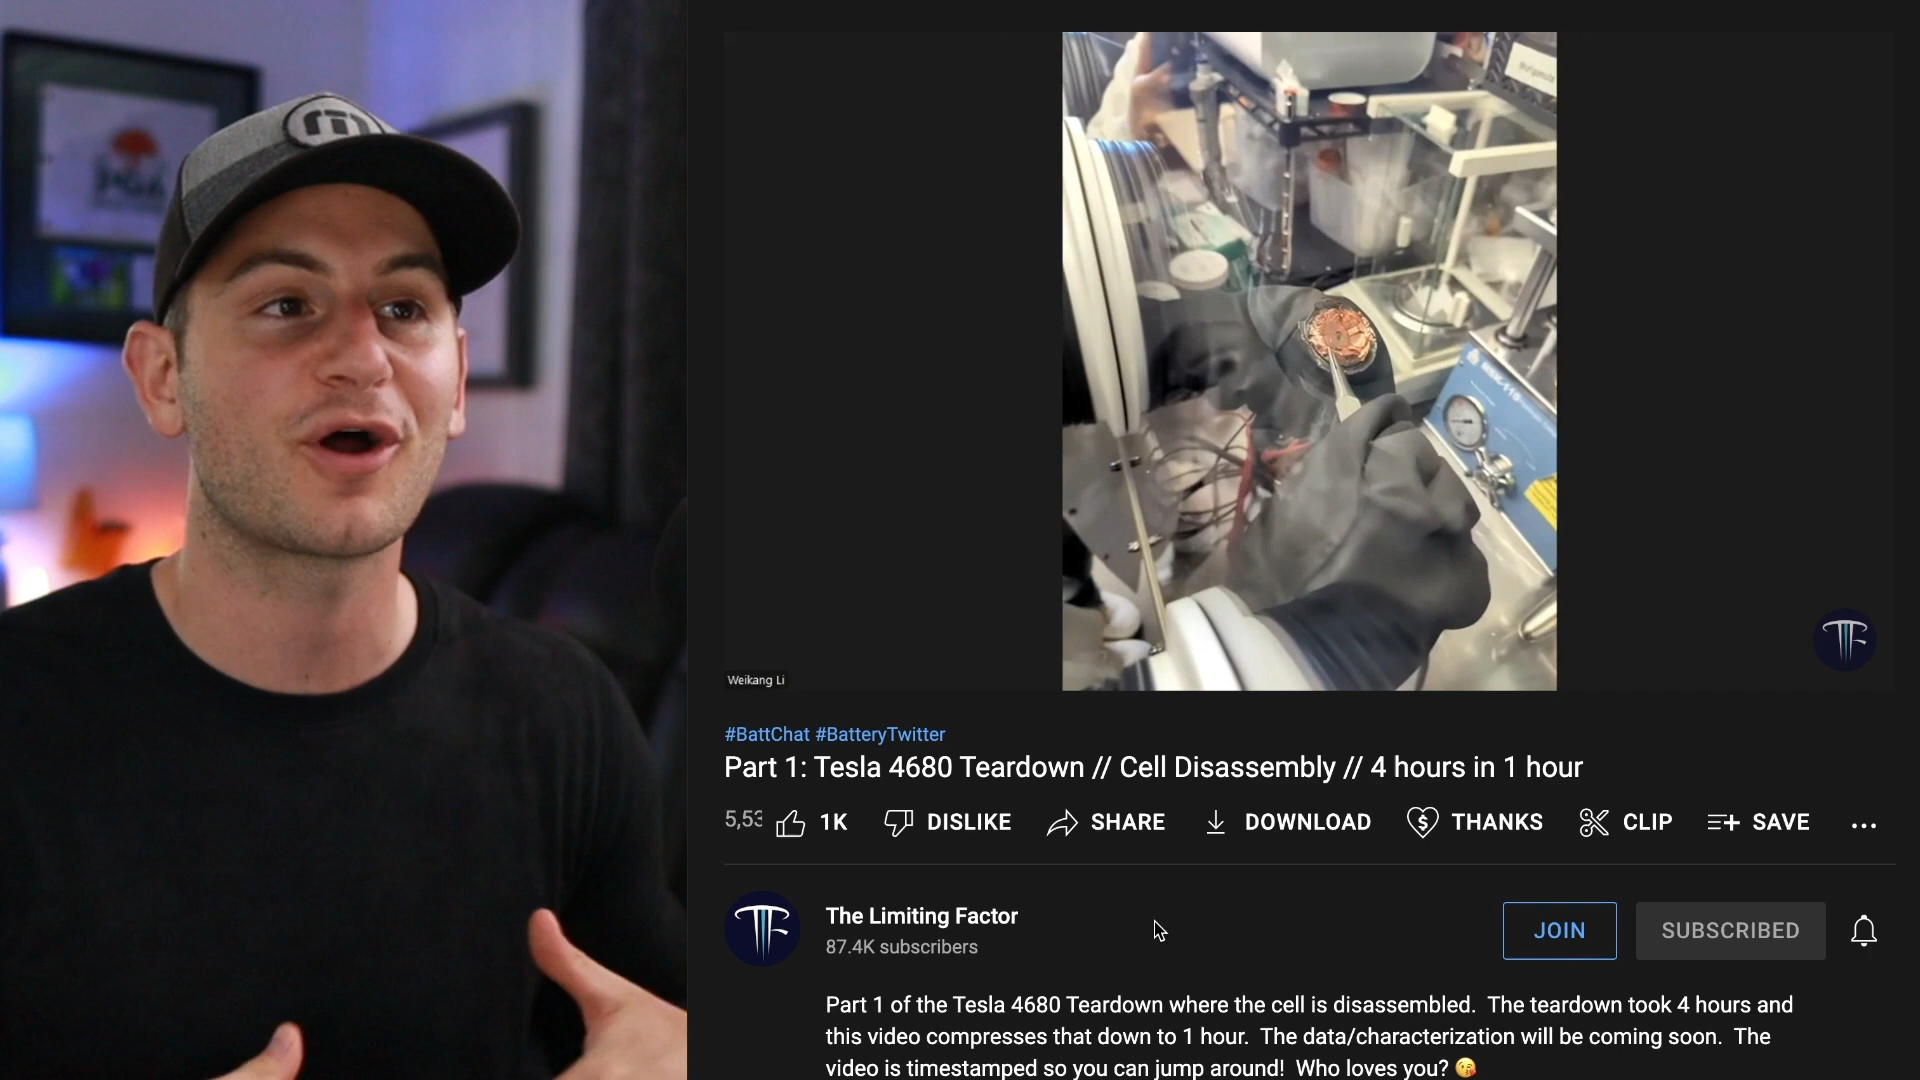 Weikang Li
#BattChat #BatteryTwitter
Part 1: Tesla 4680 Teardown // Cell Disassembly // 4 hours in 1 hour
5,53 1K DISLIKE SHARE DOWNLOAD THANKS CLIP SAVE ...
The Limiting Factor
87.4K subscribers
JOIN SUBSCRIBED
Part 1 of the Tesla 4680 Teardown where the cell is disassembled. The teardown took 4 hours and
this video compresses that down to 1 hour. The data/characterization will be coming soon. The
video is timestamped so you can jump around! Who loves you? 😘